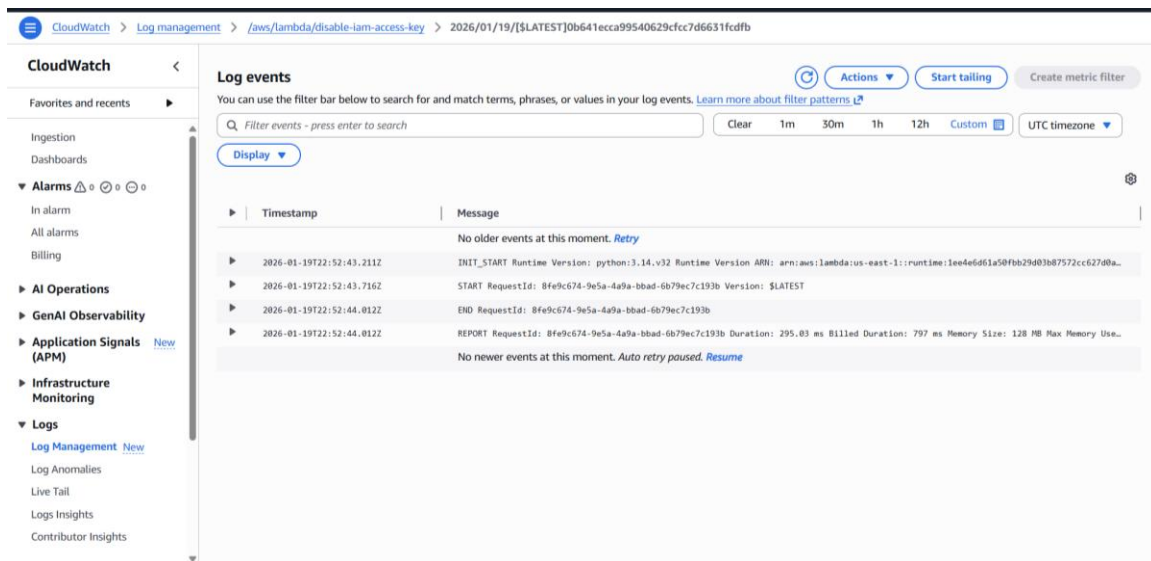 CloudWatch > Log management > /aws/lambda/disable-iam-access-key > 2026/01/19/[$LATEST]0b641ecca99540629cfcc7d6631fcdfb
CloudWatch
Favorites and recents
Ingestion
Dashboards
Alarms 0 0 0
In alarm
All alarms
Billing
AI Operations
GenAI Observability
Application Signals New
(APM)
Infrastructure
Monitoring
Logs
Log Management New
Log Anomalies
Live Tail
Logs Insights
Contributor Insights
Log events
Actions
Start tailing
Create metric filter
You can use the filter bar below to search for and match terms, phrases, or values in your log events. Learn more about filter patterns
Filter events - press enter to search
Clear 1m 30m 1h 12h Custom UTC timezone
Display
Timestamp Message
No older events at this moment. Retry
2026-01-19T22:52:43.211Z INIT_START Runtime Version: python:3.14.v32 Runtime Version ARN: arn:aws:lambda:us-east-1::runtime:1ee4e6d61a50fbb29d03b87572cc627d0a…
2026-01-19T22:52:43.716Z START RequestId: 8fe9c674-9e5a-4a9a-bbad-6b79ec7c193b Version: $LATEST
2026-01-19T22:52:44.012Z END RequestId: 8fe9c674-9e5a-4a9a-bbad-6b79ec7c193b
2026-01-19T22:52:44.012Z REPORT RequestId: 8fe9c674-9e5a-4a9a-bbad-6b79ec7c193b Duration: 295.03 ms Billed Duration: 797 ms Memory Size: 128 MB Max Memory Use…
No newer events at this moment. Auto retry paused. Resume